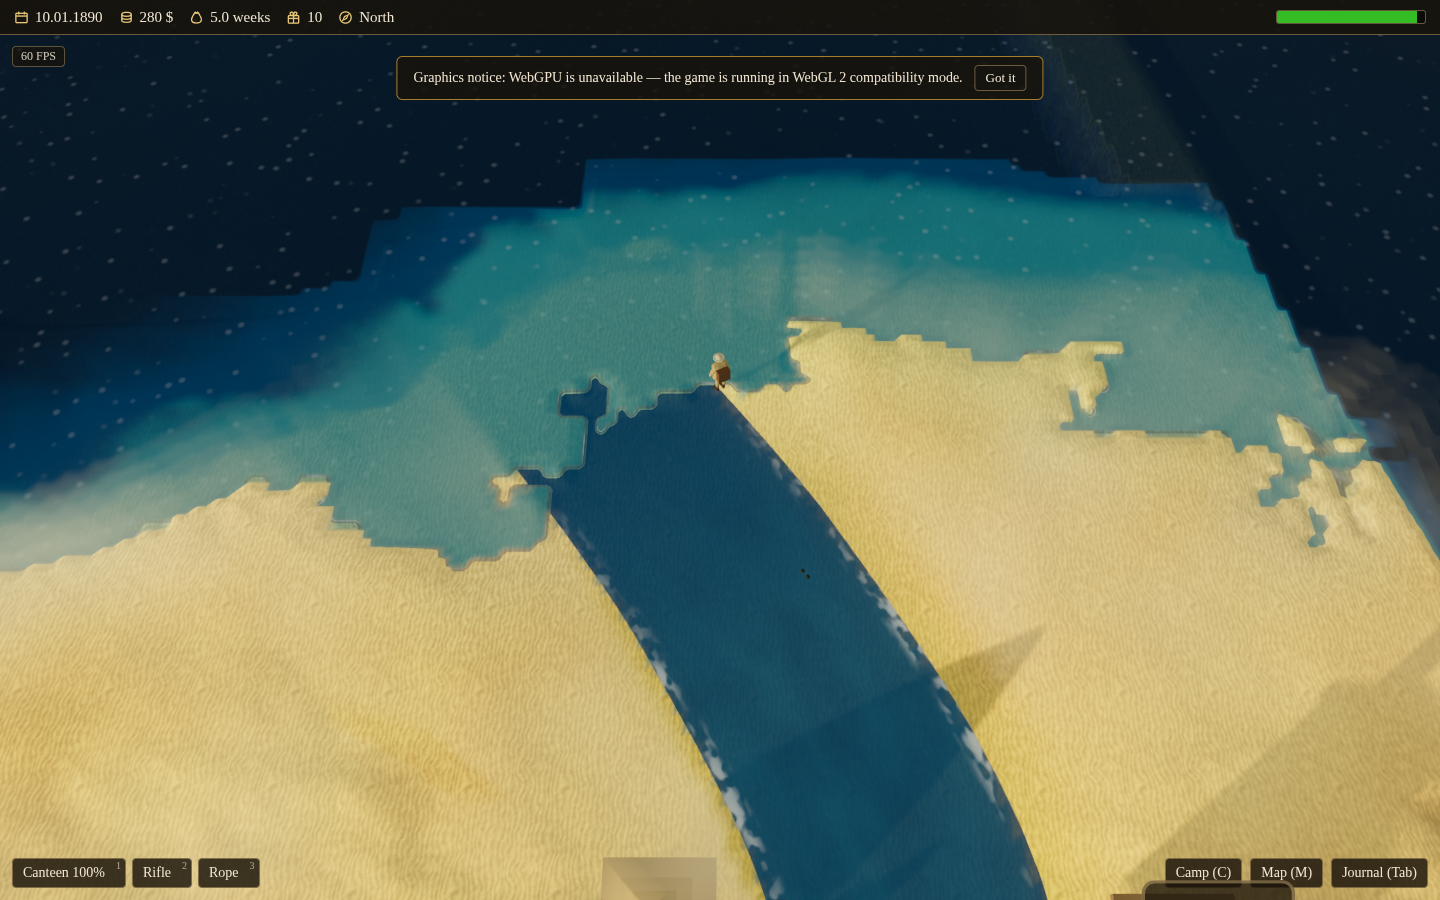 10.01.1890 280 $ 5.0 weeks 10 North
60 FPS
Graphics notice: WebGPU is unavailable — the game is running in WebGL 2 compatibility mode. Got it
Canteen 100% 1 Rifle 2 Rope 3
Camp (C) Map (M) Journal (Tab)